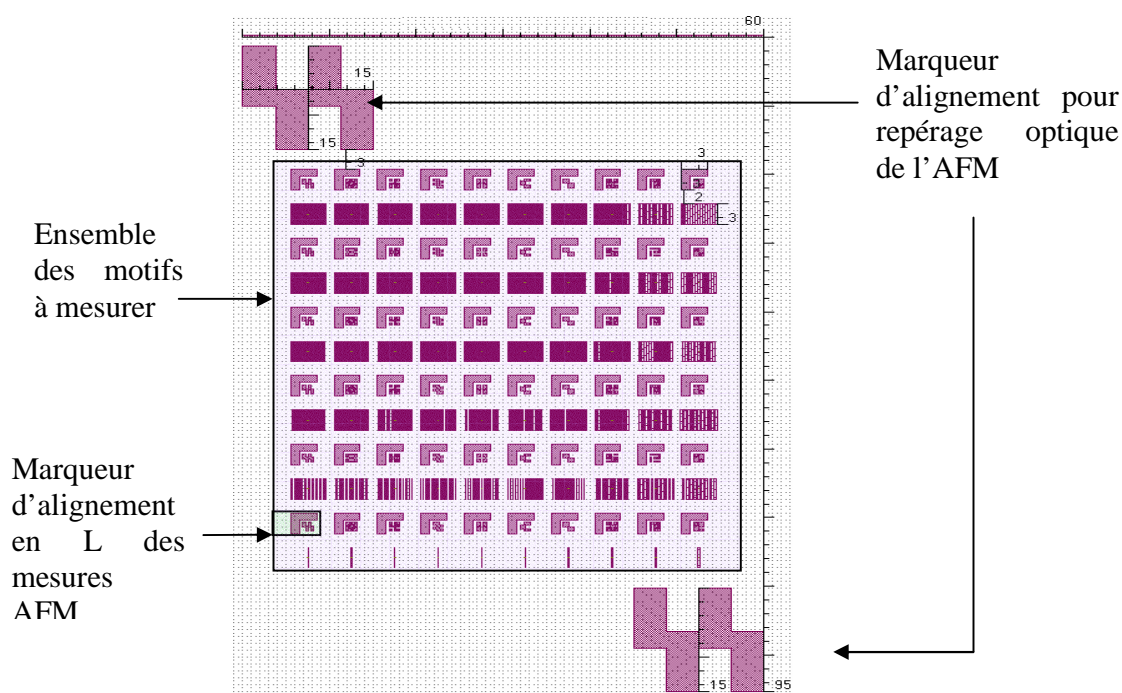 60
Marqueur
d’alignement pour
repérage optique
de l’AFM
15
15
3
3
2
3
Ensemble
des motifs
à mesurer
Marqueur
d’alignement
en L des
mesures
AFM
15
95